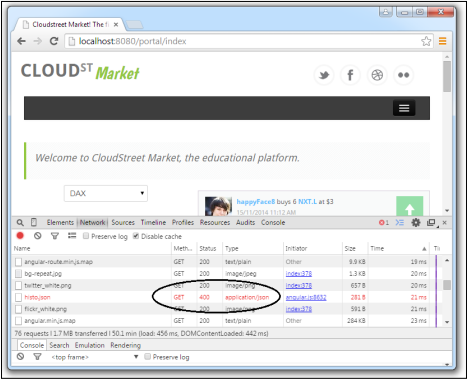 Cloudstreet Market! The fi
localhost:8080/portal/index
CLOUDST Market
Welcome to CloudStreet Market, the educational platform.
DAX
happyFace8 buys 6 NXT.L at $3
15/11/2014 11:12 AM
Elements Network Sources Timeline Profiles Resources Audits Console 1
Preserve log Disable cache
Name Meth... Status Type Initiator Size Time
angular-route.min.js.map GET 200 text/plain Other 9.9 KB 19 ms
bg-repeat.jpg GET 200 image/jpeg index:378 1.3 KB 20 ms
twitter_white.png GET 200 image/png index:378 657 B 20 ms
histo.json GET 400 application/json angular.js:8632 281 B 21 ms
flickr_white.png GET 200 image/png index:378 591 B 21 ms
angular.min.js.map GET 200 text/plain Other 284 KB 23 ms
76 requests | 1.7 MB transferred | 50.1 min (load: 456 ms, DOMContentLoaded: 442 ms)
Console Search Emulation Rendering
<top frame> Preserve log